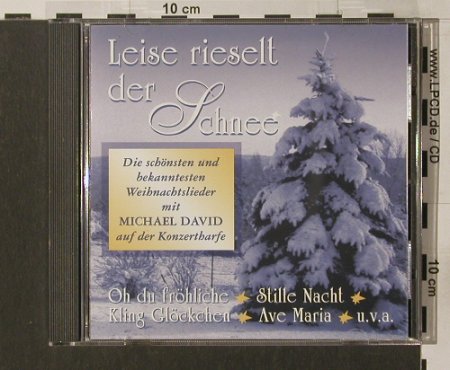 10 cm
Leise rieselt
der
Schnee
Die schönsten und
bekanntesten
Weihnachtslieder
mit
MICHAEL DAVID
auf der Konzertharfe
Oh du fröhliche ★ Stille Nacht ★
Kling Glöckchen ★ Ave Maria ★ u.v.a.
www.LPCD.de / CD
10 cm